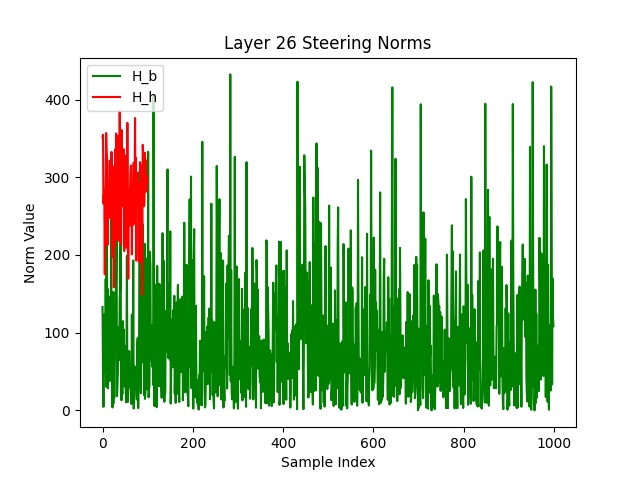 Layer 26 Steering Norms
H_b
H_h
400
300
200
100
0
Norm Value
0 200 400 600 800 1000
Sample Index